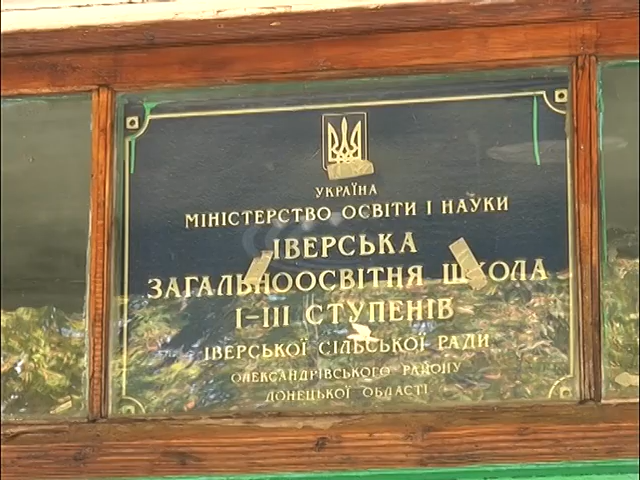 УКРАЇНА
МІНІСТЕРСТВО ОСВІТИ І НАУКИ
ІВЕРСЬКА
ЗАГАЛЬНООСВІТНЯ ШКОЛА
І–ІІІ СТУПЕНІВ
ІВЕРСЬКОЇ СІЛЬСЬКОЇ РАДИ
ОЛЕКСАНДРІВСЬКОГО РАЙОНУ
ДОНЕЦЬКОЇ ОБЛАСТІ